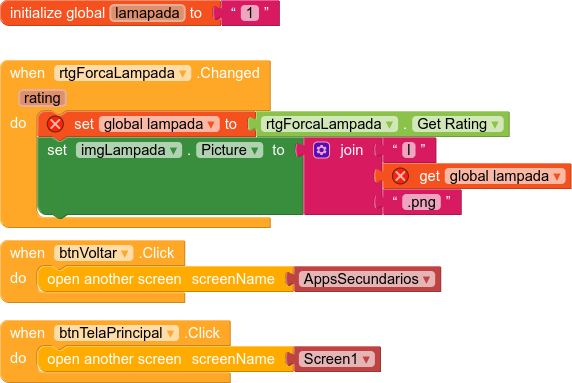 initialize global lamapada to “ 1 ”
when rtgForcaLampada .Changed
rating
do set global lampada to rtgForcaLampada . Get Rating
set imgLampada . Picture to join “ l ”
get global lampada
“ .png ”
when btnVoltar .Click
do open another screen screenName AppsSecundarios
when btnTelaPrincipal .Click
do open another screen screenName Screen1